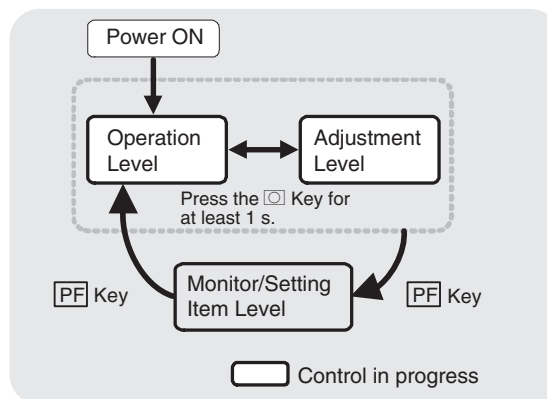 Power ON
Operation
Level
Adjustment
Level
Press the Key for
at least 1 s.
Monitor/Setting
Item Level
PF Key
PF Key
Control in progress